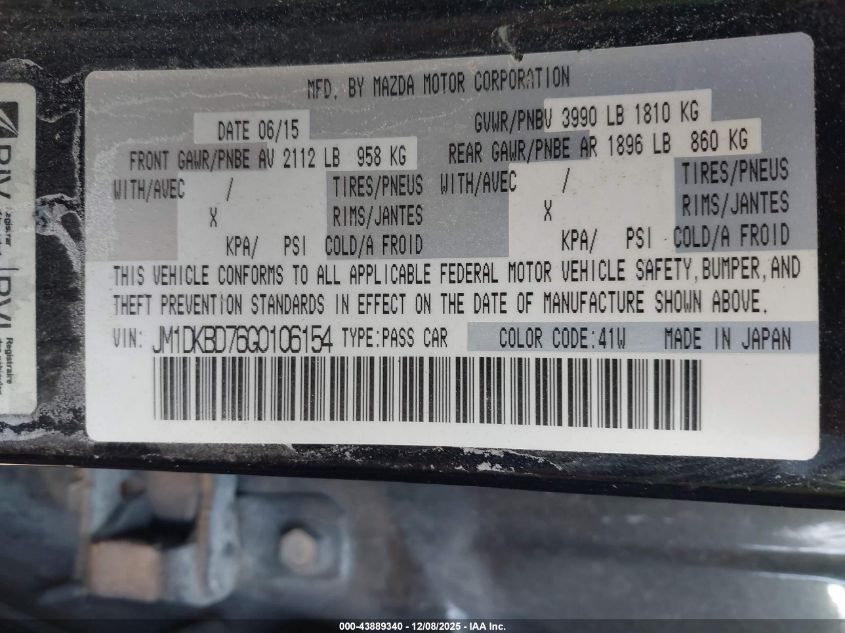 MFD. BY MAZDA MOTOR CORPORATION
DATE 06/15 GVWR/PNBV 3990 LB 1810 KG
FRONT GAWR/PNBE AV 2112 LB 958 KG REAR GAWR/PNBE AR 1896 LB 860 KG
WITH/AVEC / TIRES/PNEUS WITH/AVEC / TIRES/PNEUS
X RIMS/JANTES X RIMS/JANTES
KPA/ PSI COLD/A FROID KPA/ PSI COLD/A FROID
THIS VEHICLE CONFORMS TO ALL APPLICABLE FEDERAL MOTOR VEHICLE SAFETY, BUMPER, AND
THEFT PREVENTION STANDARDS IN EFFECT ON THE DATE OF MANUFACTURE SHOWN ABOVE.
VIN: JM1DKBD76G0106154 TYPE:PASS CAR COLOR CODE:41W MADE IN JAPAN
000-43889340 - 12/08/2025 - IAA Inc.